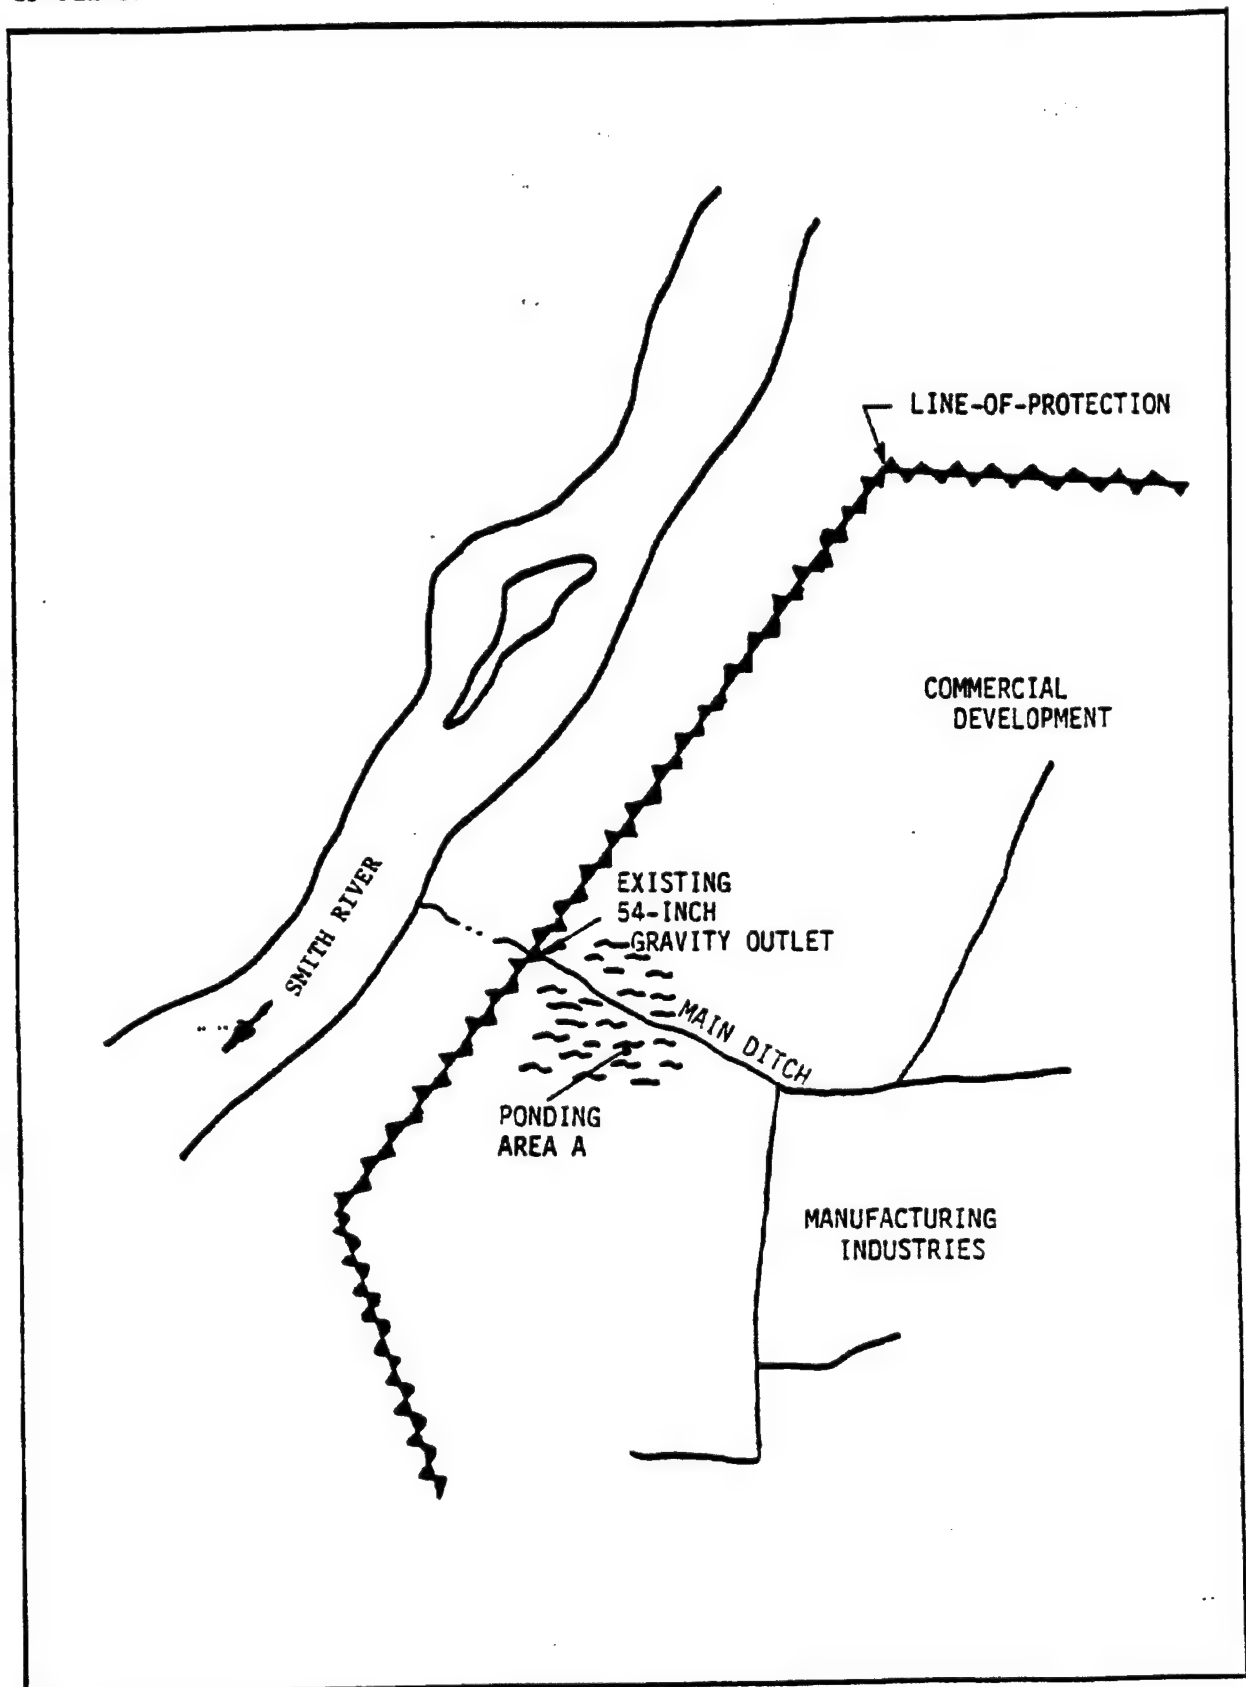 LINE-OF-PROTECTION
COMMERCIAL
DEVELOPMENT
EXISTING
54-INCH
GRAVITY OUTLET
SMITH RIVER
MAIN DITCH
PONDING
AREA A
MANUFACTURING
INDUSTRIES